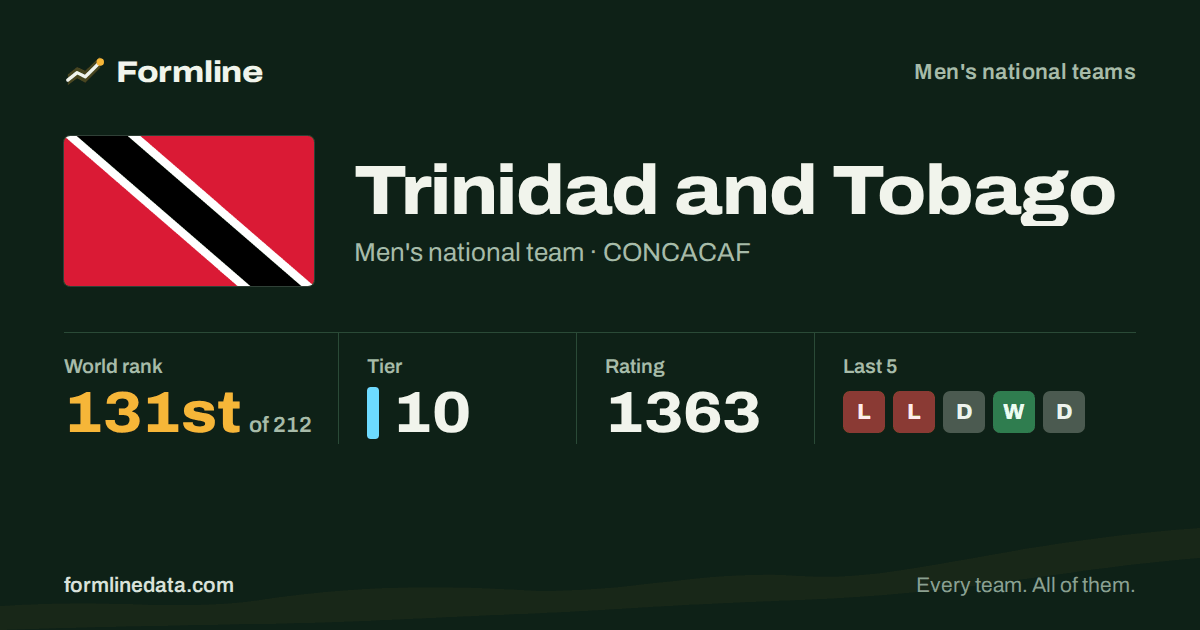 Formline
Men's national teams
Trinidad and Tobago
Men's national team · CONCACAF
World rank
131st of 212
Tier
10
Rating
1363
Last 5
L L D W D
formlinedata.com
Every team. All of them.